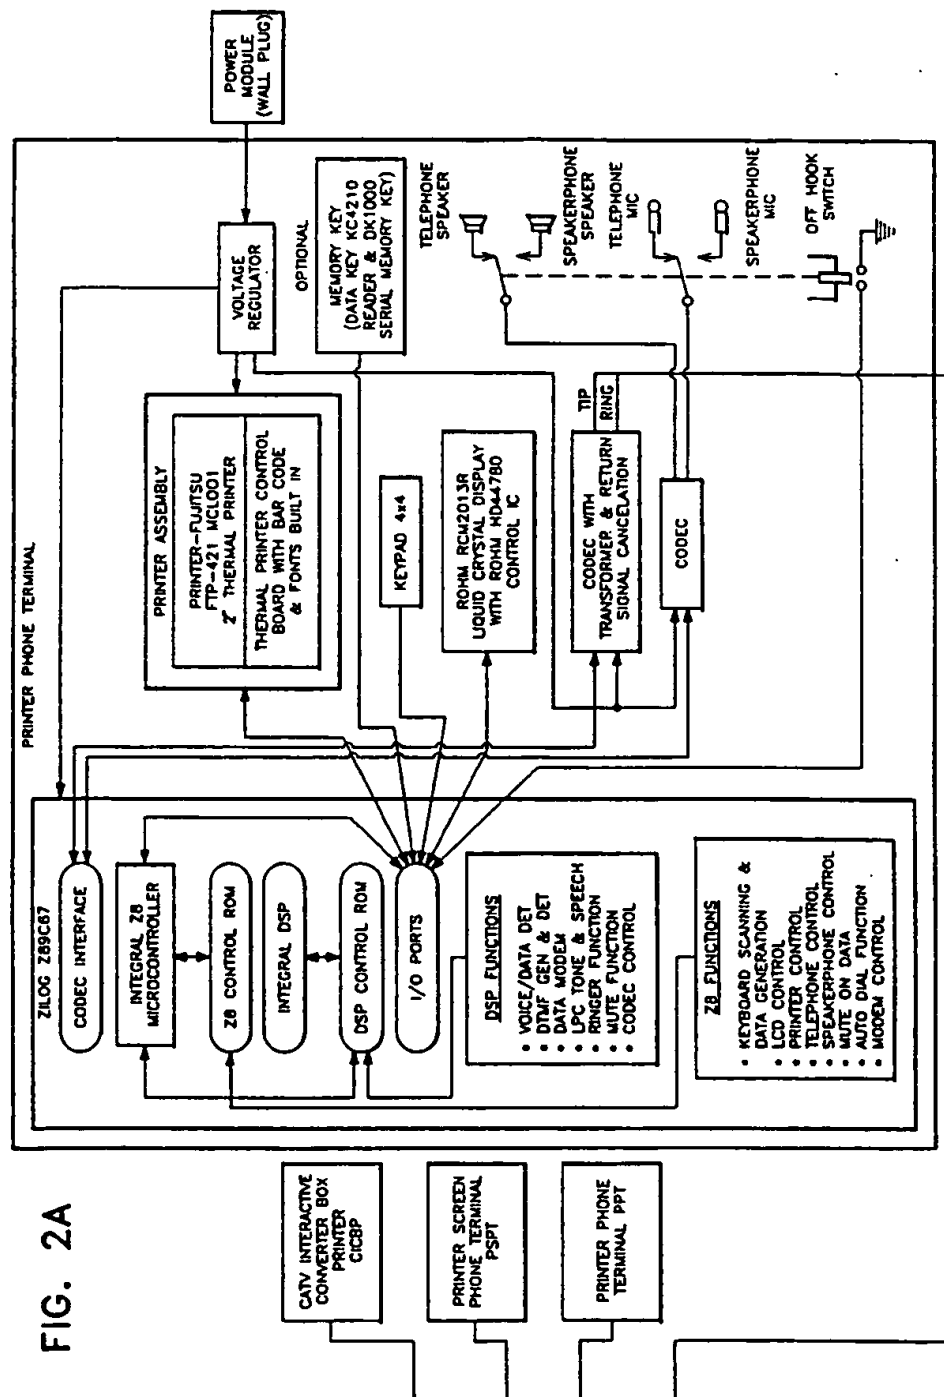 FIG. 2A
PRINTER PHONE TERMINAL
POWER
MODULE
(WALL PLUG)
VOLTAGE
REGULATOR
OPTIONAL
MEMORY KEY
(DATA KEY KC4210
READER & DK1000
SERIAL MEMORY KEY)
PRINTER ASSEMBLY
PRINTER-FUJITSU
FTP-421 MCL001
2" THERMAL PRINTER
THERMAL PRINTER CONTROL
BOARD WITH BAR CODE
& FONTS BUILT IN
KEYPAD 4x4
ROHM RCM2013R
LIQUID CRYSTAL DISPLAY
WITH ROHM HD44780
CONTROL IC
CODEC WITH
TRANSFORMER & RETURN
SIGNAL CANCELATION
TIP
RING
CODEC
TELEPHONE
SPEAKER
SPEAKERPHONE
SPEAKER
TELEPHONE
MIC
SPEAKERPHONE
MIC
OFF HOOK
SWITCH
ZILOG Z89C67
CODEC INTERFACE
INTEGRAL Z8
MICROCONTROLLER
Z8 CONTROL ROM
INTEGRAL DSP
DSP CONTROL ROM
I/O PORTS
DSP FUNCTIONS
• VOICE/DATA DET
• DTMF GEN & DET
• DATA MODEM
• LPC TONE & SPEECH
• RINGER FUNCTION
• MUTE FUNCTION
• CODEC CONTROL
Z8 FUNCTIONS
• KEYBOARD SCANNING &
DATA GENERATION
• LCD CONTROL
• PRINTER CONTROL
• TELEPHONE CONTROL
• SPEAKERPHONE CONTROL
• MUTE ON DATA
• AUTO DIAL FUNCTION
• MODEM CONTROL
CATV INTERACTIVE
CONVERTER BOX
PRINTER
CICBP
PRINTER SCREEN
PHONE TERMINAL
PSPT
PRINTER PHONE
TERMINAL PPT